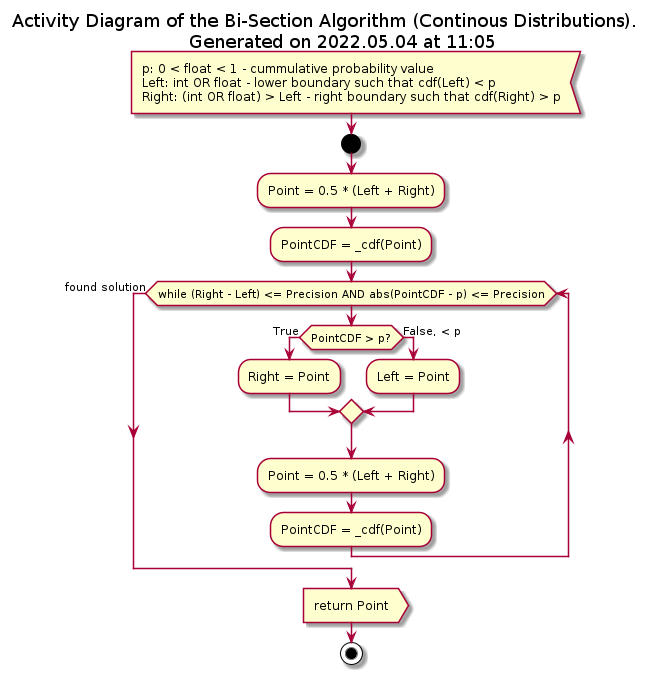 Activity Diagram of the Bi-Section Algorithm (Continous Distributions).
Generated on 2022.05.04 at 11:05
p: 0 < float < 1 - cummulative probability value
Left: int OR float - lower boundary such that cdf(Left) < p
Right: (int OR float) > Left - right boundary such that cdf(Right) > p
Point = 0.5 * (Left + Right)
PointCDF = _cdf(Point)
found solution
while (Right - Left) <= Precision AND abs(PointCDF - p) <= Precision
True
PointCDF > p?
False, < p
Right = Point
Left = Point
Point = 0.5 * (Left + Right)
PointCDF = _cdf(Point)
return Point